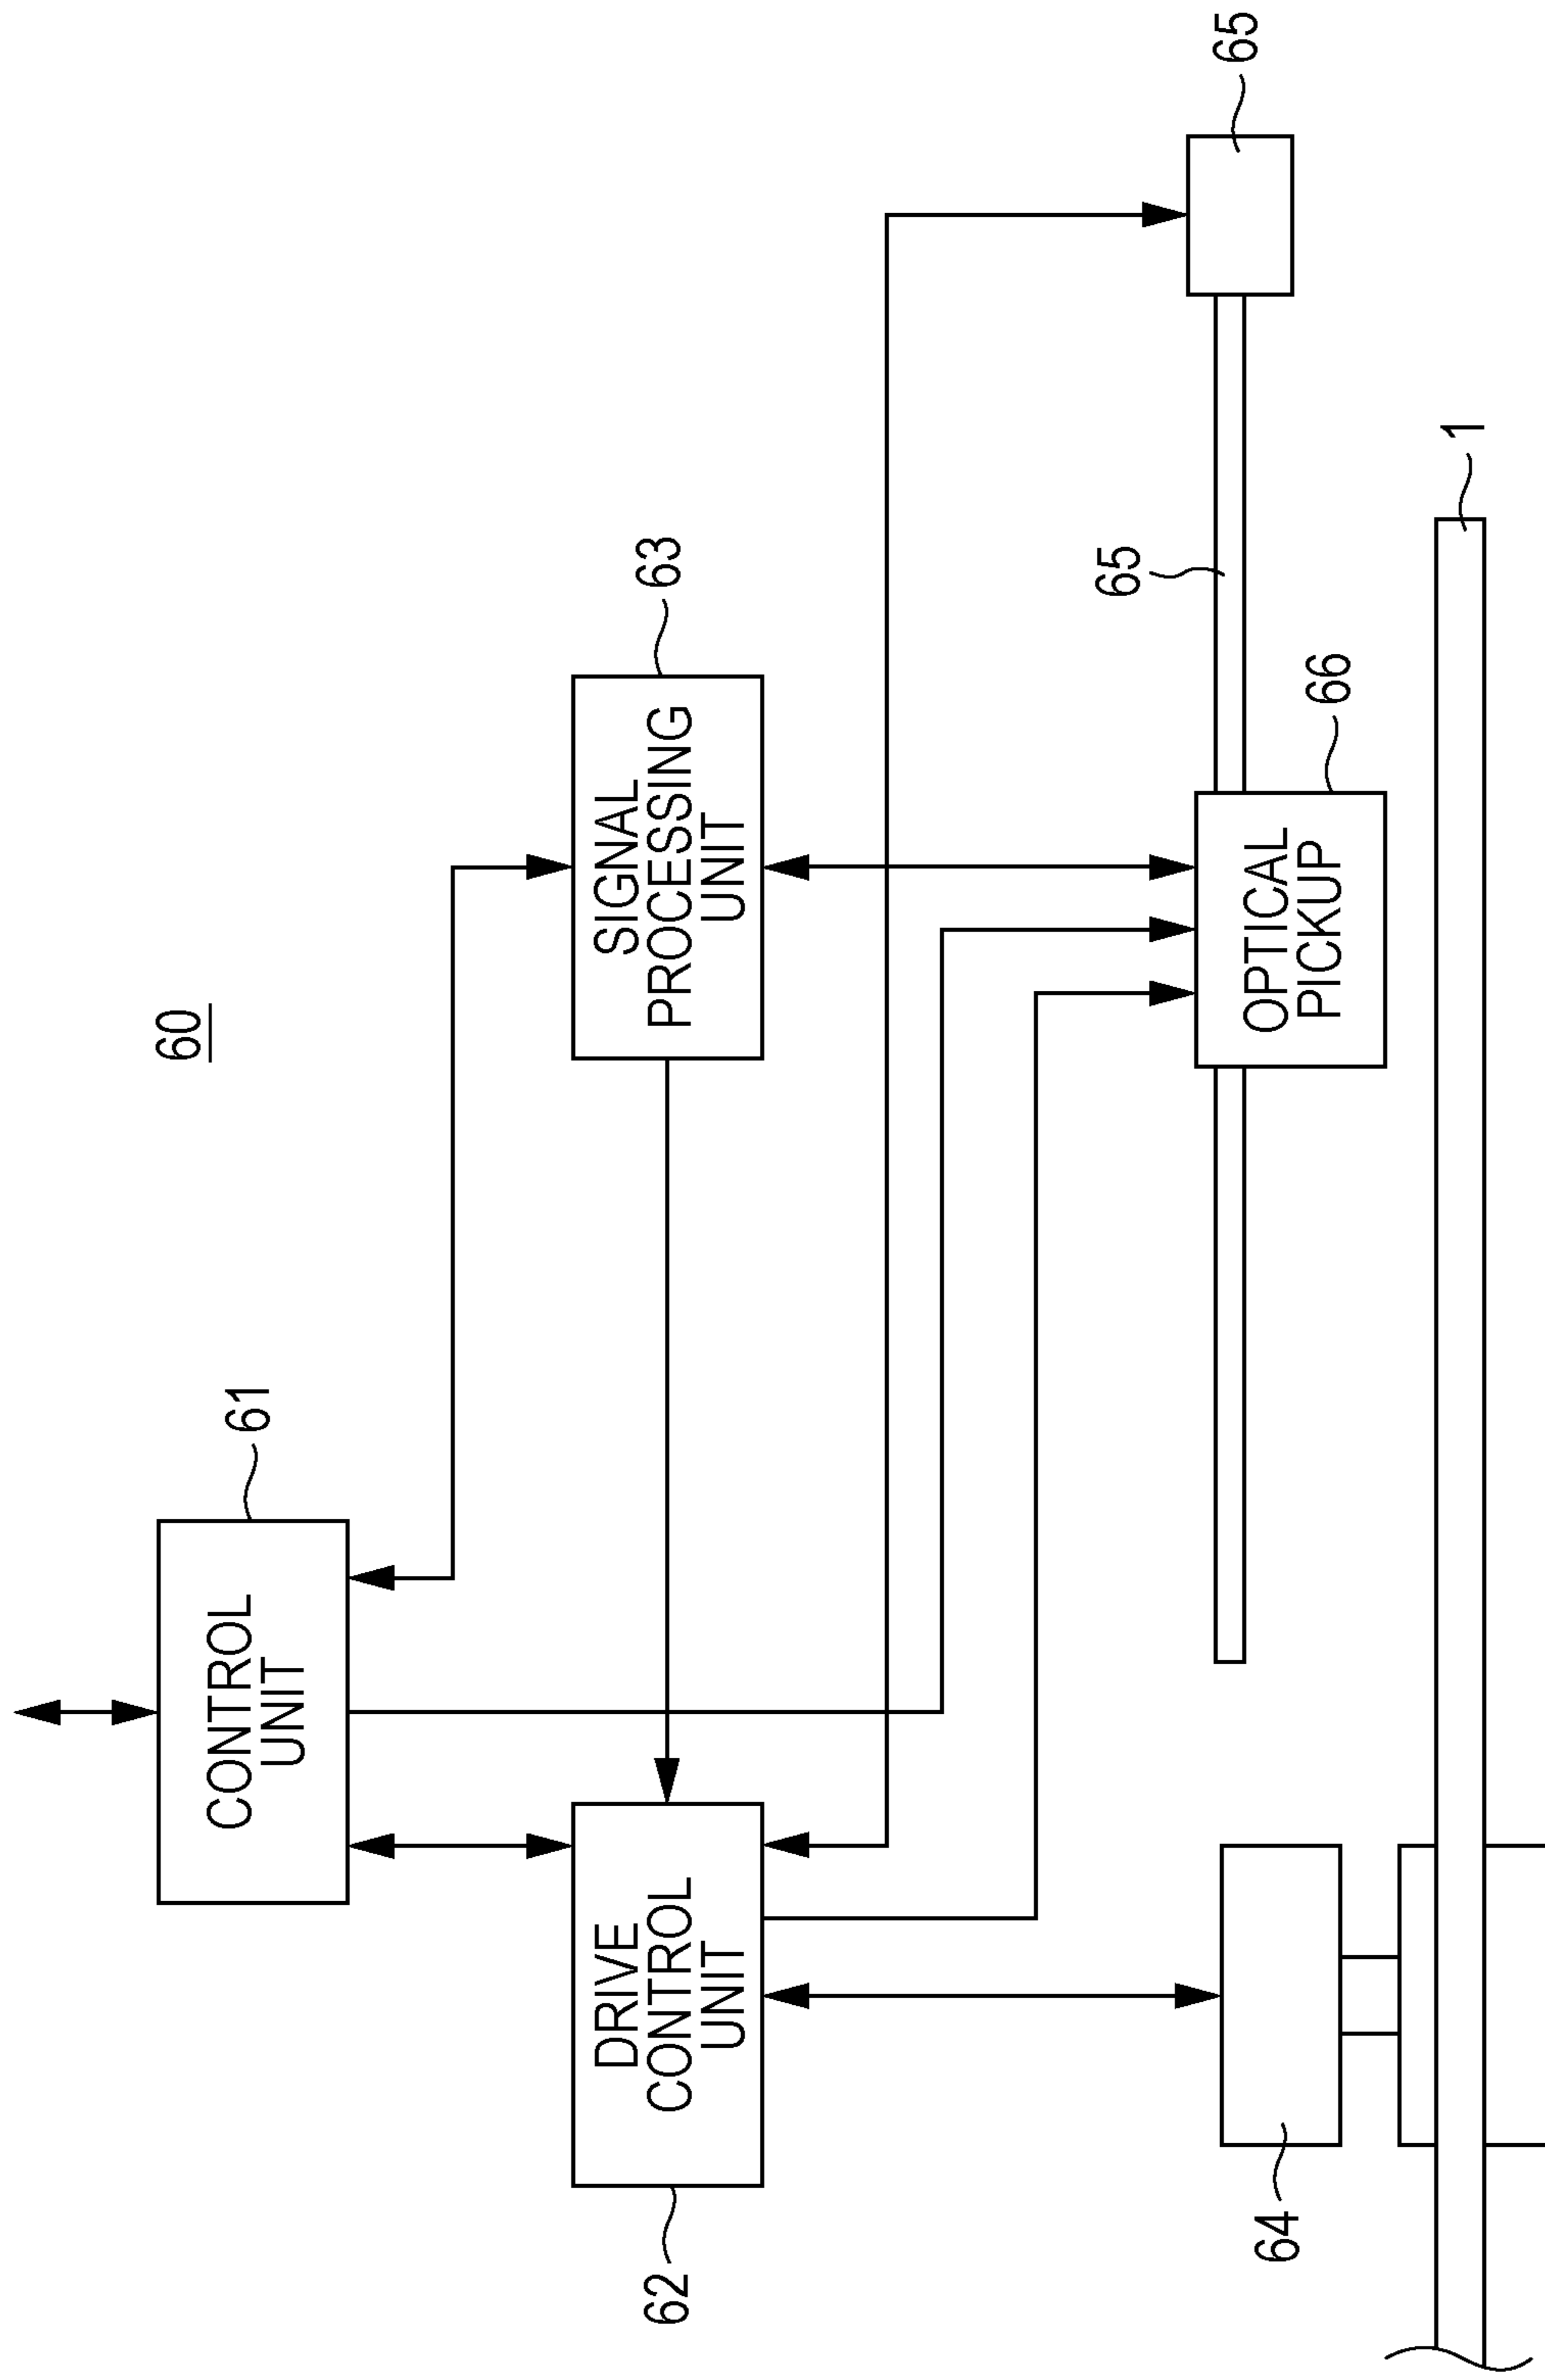 60
61
CONTROL
UNIT
62
DRIVE
CONTROL
UNIT
63
SIGNAL
PROCESSING
UNIT
65
65
66
OPTICAL
PICKUP
64
1